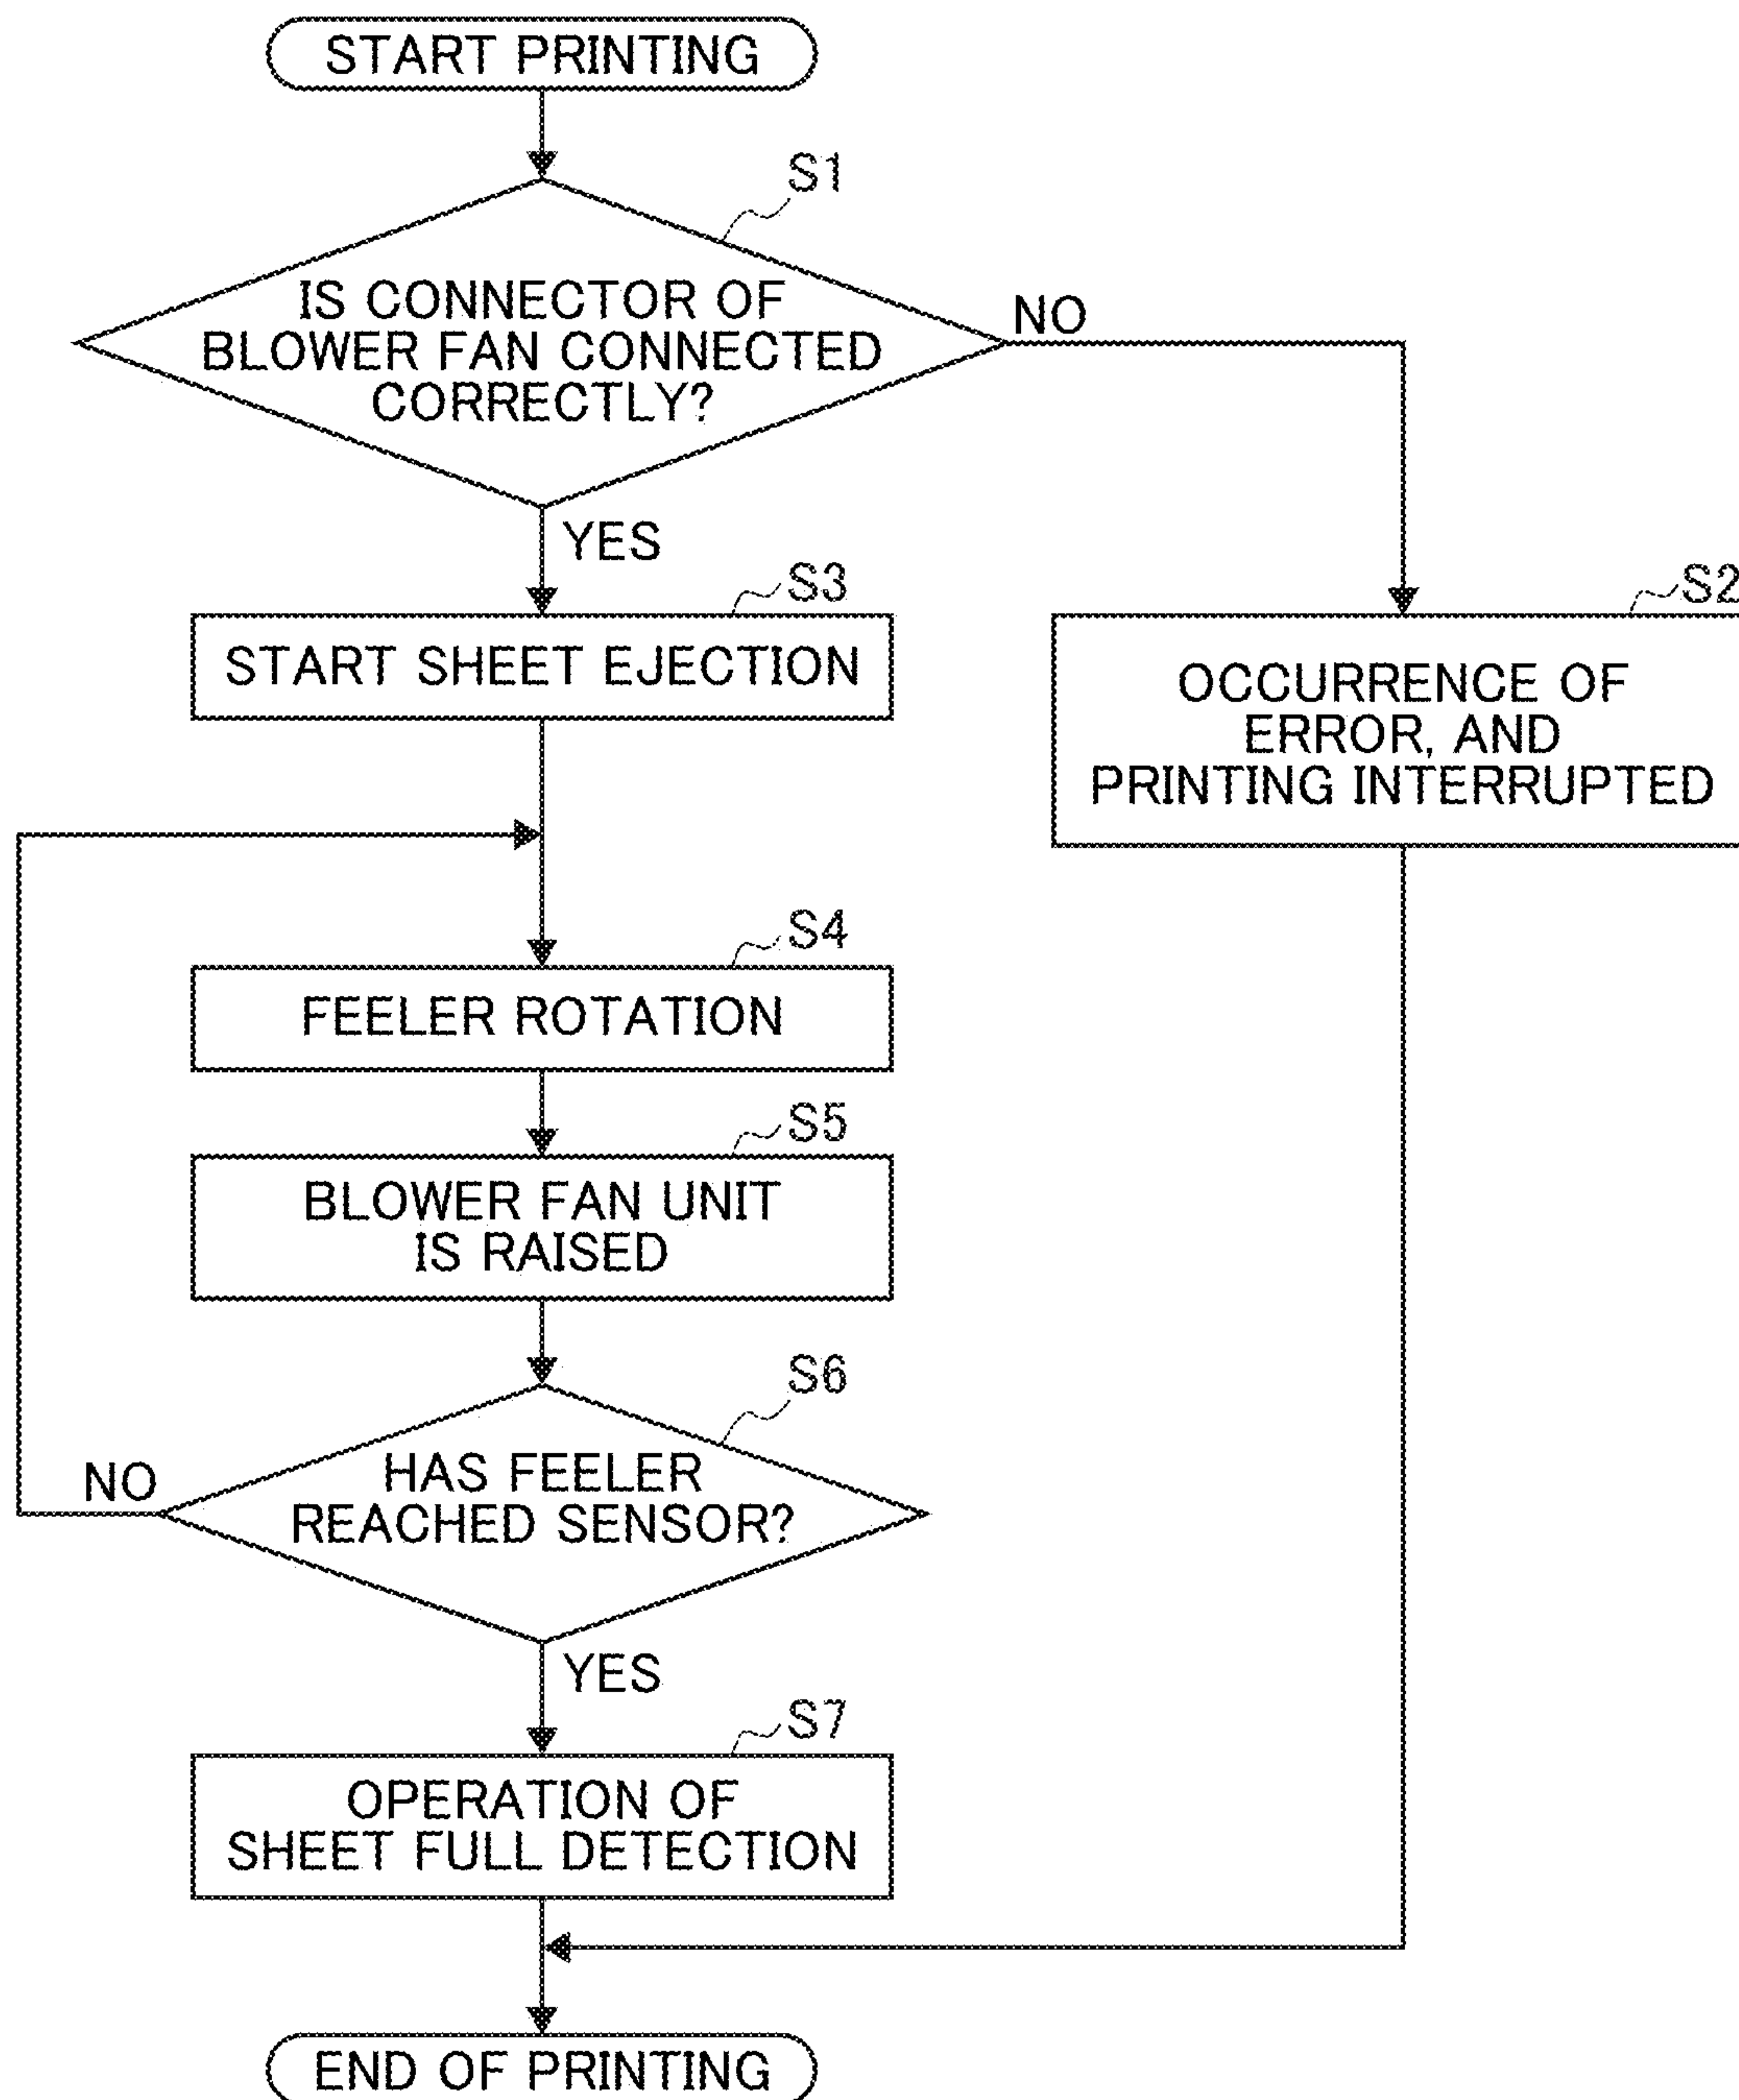 START PRINTING
S1
IS CONNECTOR OF
BLOWER FAN CONNECTED
CORRECTLY?
NO
YES
S3
START SHEET EJECTION
S2
OCCURRENCE OF
ERROR, AND
PRINTING INTERRUPTED
S4
FEELER ROTATION
S5
BLOWER FAN UNIT
IS RAISED
S6
HAS FEELER
REACHED SENSOR?
NO
YES
S7
OPERATION OF
SHEET FULL DETECTION
END OF PRINTING